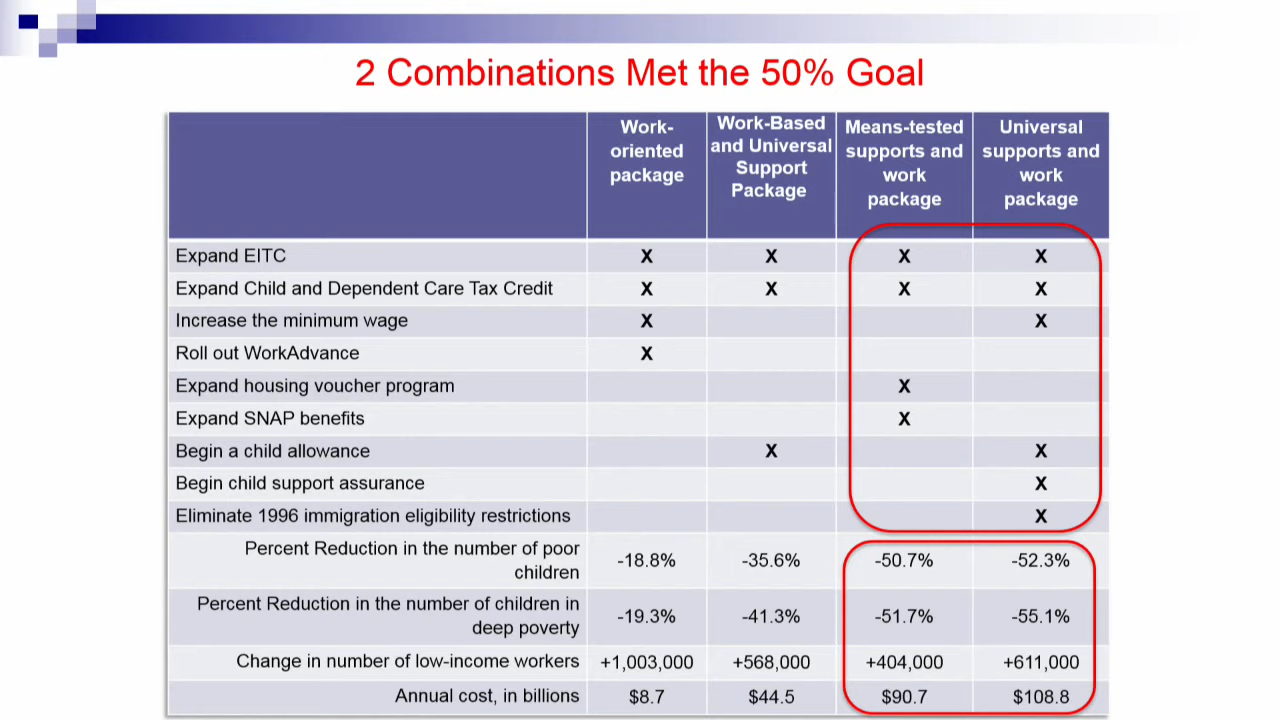 2 Combinations Met the 50% Goal
Work-oriented package | Work-Based and Universal Support Package | Means-tested supports and work package | Universal supports and work package
Expand EITC X X X X
Expand Child and Dependent Care Tax Credit X X X X
Increase the minimum wage X X
Roll out WorkAdvance X
Expand housing voucher program X
Expand SNAP benefits X
Begin a child allowance X X
Begin child support assurance X
Eliminate 1996 immigration eligibility restrictions X
Percent Reduction in the number of poor children -18.8% -35.6% -50.7% -52.3%
Percent Reduction in the number of children in deep poverty -19.3% -41.3% -51.7% -55.1%
Change in number of low-income workers +1,003,000 +568,000 +404,000 +611,000
Annual cost, in billions $8.7 $44.5 $90.7 $108.8